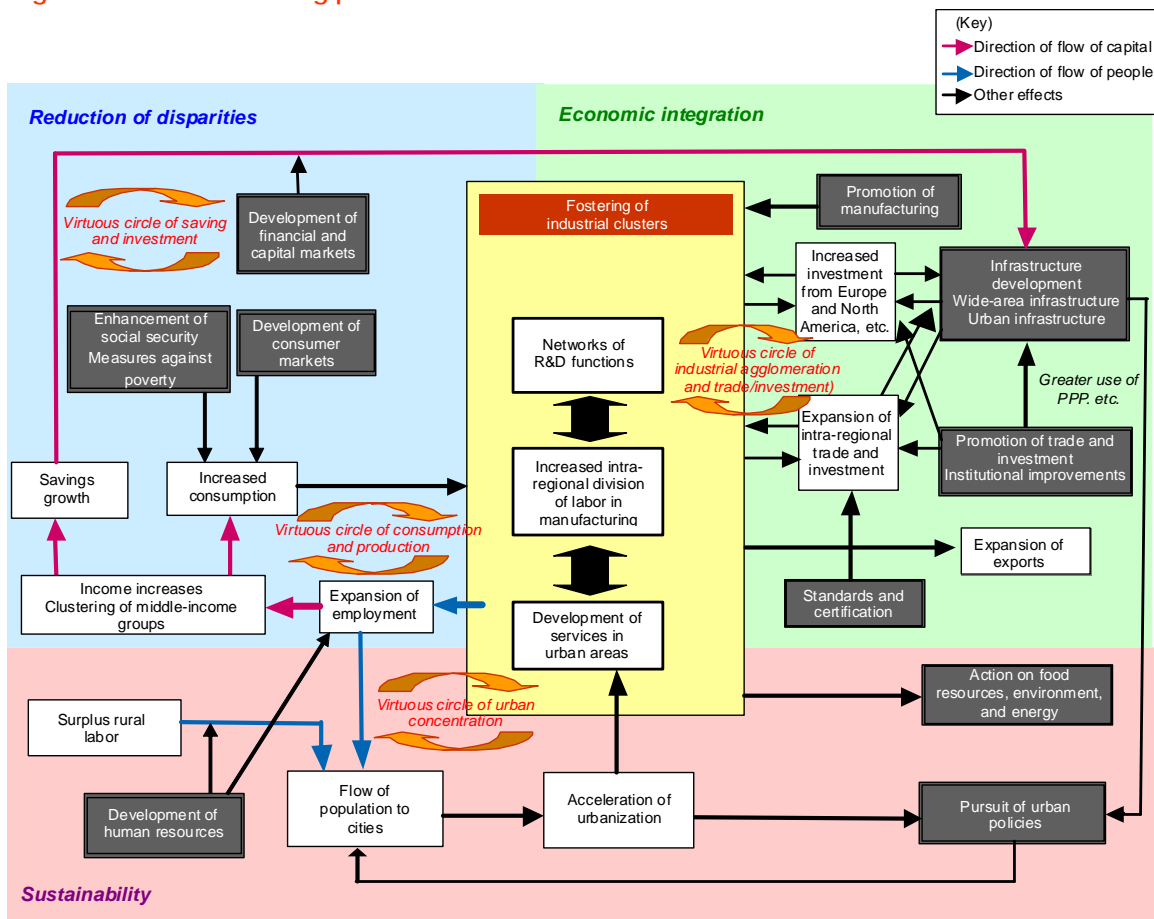 (Key)
Direction of flow of capital
Direction of flow of people
Other effects
Reduction of disparities
Economic integration
Virtuous circle of saving
and investment
Development of
financial and
capital markets
Fostering of
industrial clusters
Promotion of
manufacturing
Increased
investment
from Europe
and North
America, etc.
Infrastructure
development
Wide-area infrastructure
Urban infrastructure
Enhancement of
social security
Measures against
poverty
Development of
consumer
markets
Networks of
R&D functions
Virtuous circle of
industrial agglomeration
and trade/investment)
Greater use of
PPP. etc.
Expansion of
intra-regional
trade and
investment
Promotion of trade and
investment
Institutional improvements
Savings
growth
Increased
consumption
Increased intra-
regional division
of labor in
manufacturing
Virtuous circle of consumption
and production
Expansion of
exports
Income increases
Clustering of middle-income
groups
Expansion of
employment
Development of
services in
urban areas
Standards and
certification
Action on food
resources, environment,
and energy
Virtuous circle of urban
concentration
Surplus rural
labor
Development of
human resources
Flow of
population to
cities
Acceleration of
urbanization
Pursuit of urban
policies
Sustainability